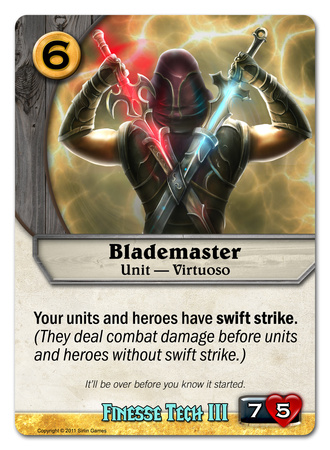 6
Blademaster
Unit — Virtuoso
Your units and heroes have swift strike.
(They deal combat damage before units
and heroes without swift strike.)
It'll be over before you know it started.
Finesse Tech III
7 5
Copyright © 2011 Sirlin Games